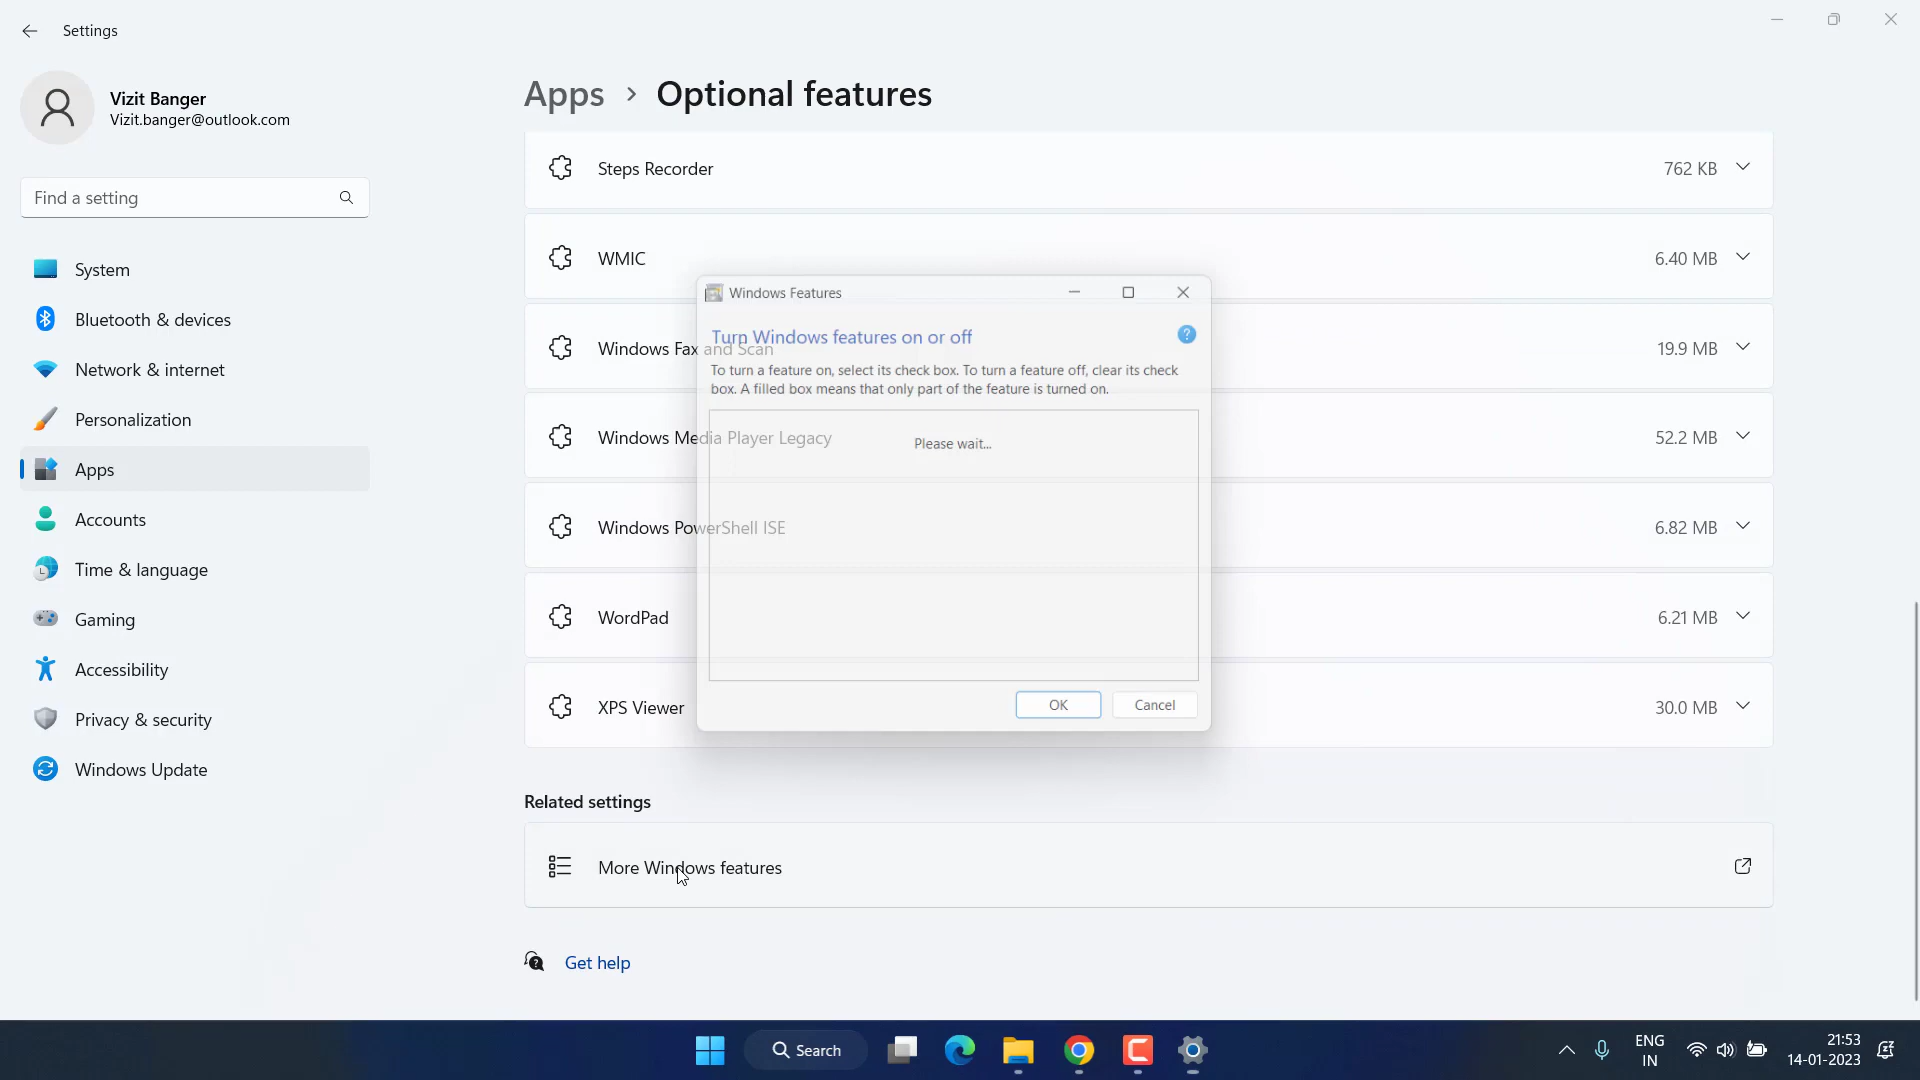 Settings
Vizit Banger
Vizit.banger@outlook.com
Find a setting
System
Bluetooth & devices
Network & internet
Personalization
Apps
Accounts
Time & language
Gaming
Accessibility
Privacy & security
Windows Update
Apps > Optional features
Steps Recorder 762 KB
WMIC 6.40 MB
Windows Fax and Scan 19.9 MB
Windows Media Player Legacy 52.2 MB
Windows PowerShell ISE 6.82 MB
WordPad 6.21 MB
XPS Viewer 30.0 MB
Windows Features
Turn Windows features on or off
To turn a feature on, select its check box. To turn a feature off, clear its check
box. A filled box means that only part of the feature is turned on.
Please wait...
OK Cancel
Related settings
More Windows features
Get help
Search
ENG
IN
21:53
14-01-2023